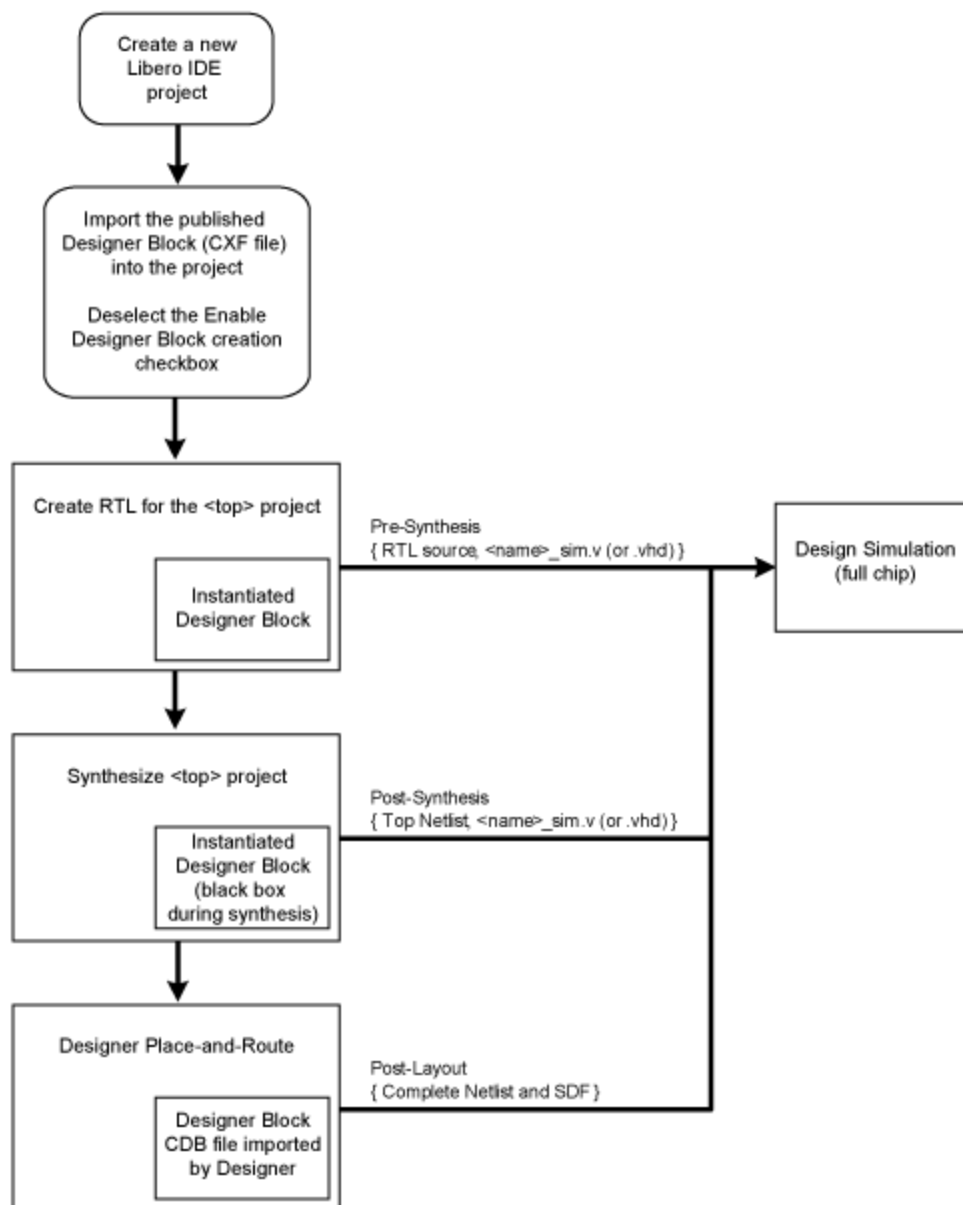 Create a new
Libero IDE
project
Import the published
Designer Block (CXF file)
into the project
Deselect the Enable
Designer Block creation
checkbox
Create RTL for the <top> project
Instantiated
Designer Block
Pre-Synthesis
{ RTL source, <name>_sim.v (or .vhd) }
Design Simulation
(full chip)
Synthesize <top> project
Instantiated
Designer Block
(black box
during synthesis)
Post-Synthesis
{ Top Netlist, <name>_sim.v (or .vhd) }
Designer Place-and-Route
Designer Block
CDB file imported
by Designer
Post-Layout
{ Complete Netlist and SDF }